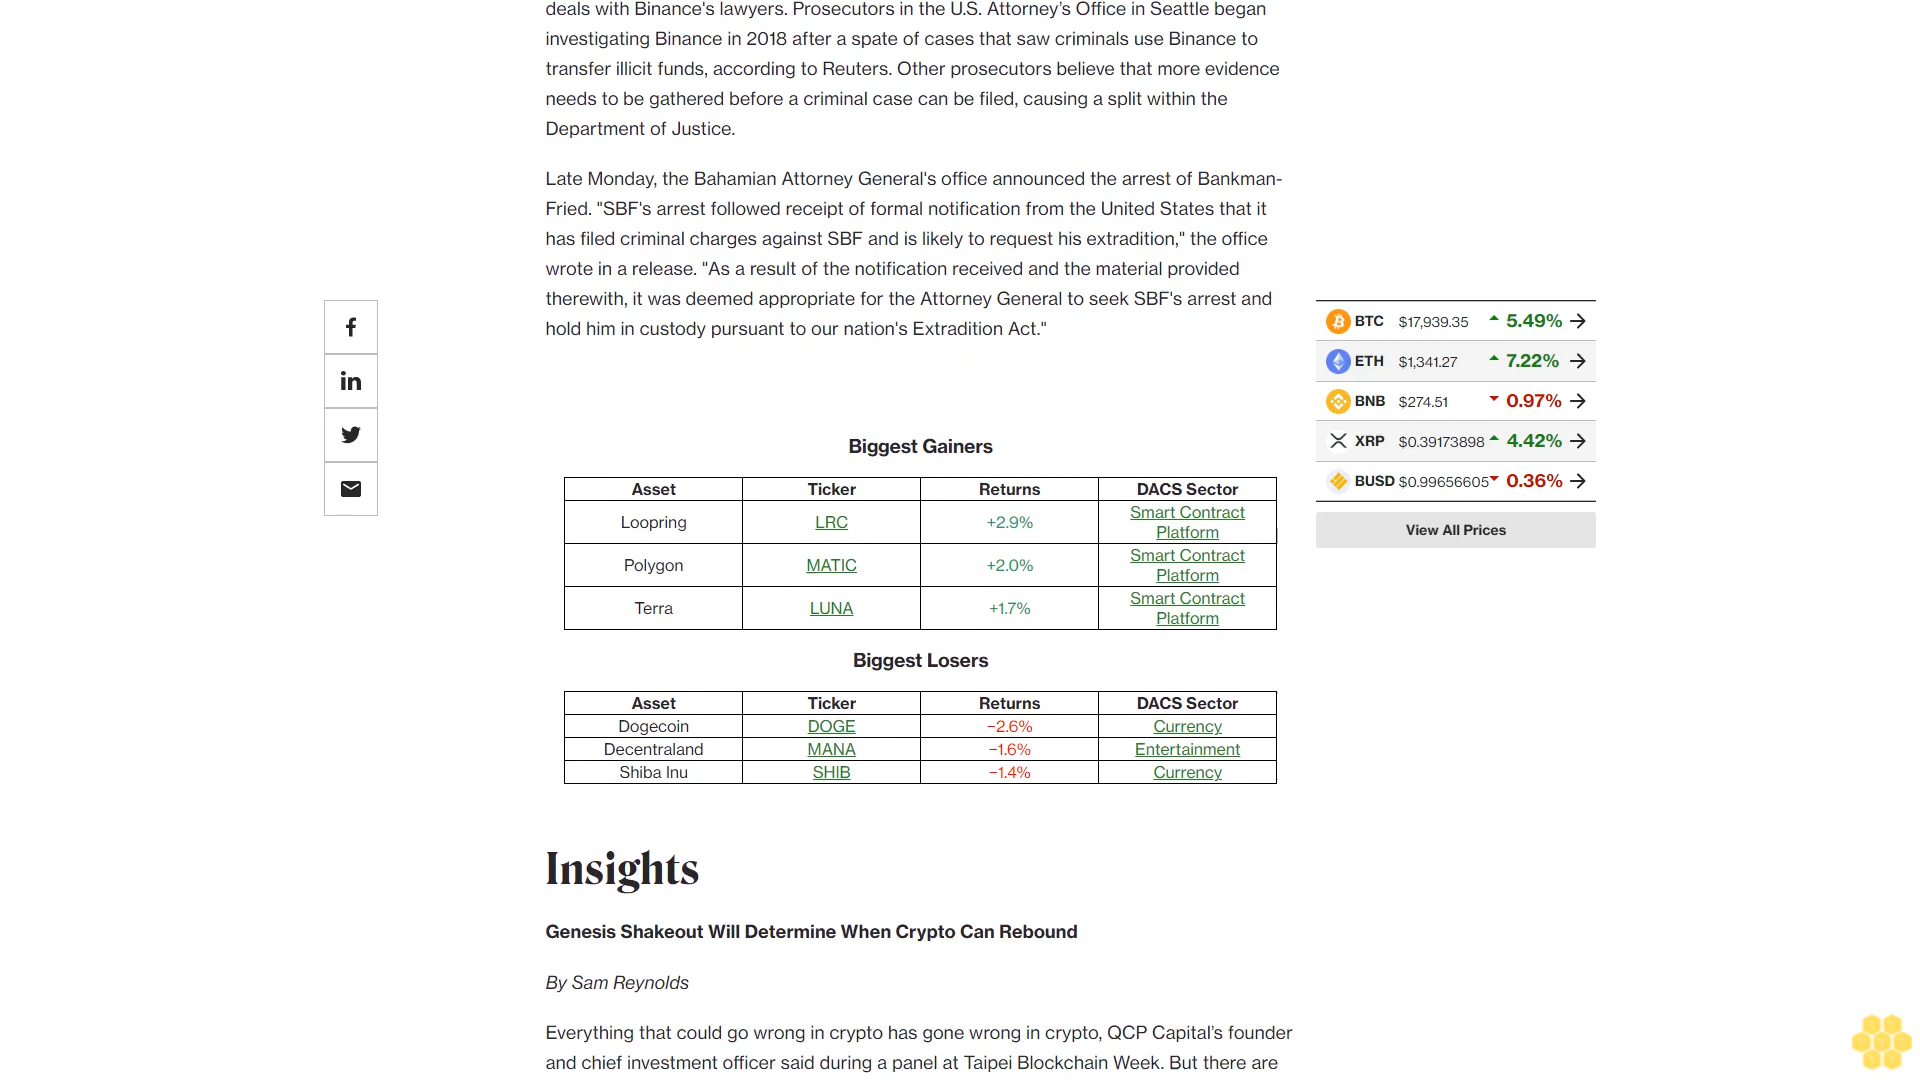 deals with Binance's lawyers. Prosecutors in the U.S. Attorney’s Office in Seattle began
investigating Binance in 2018 after a spate of cases that saw criminals use Binance to
transfer illicit funds, according to Reuters. Other prosecutors believe that more evidence
needs to be gathered before a criminal case can be filed, causing a split within the
Department of Justice.
Late Monday, the Bahamian Attorney General's office announced the arrest of Bankman-
Fried. "SBF's arrest followed receipt of formal notification from the United States that it
has filed criminal charges against SBF and is likely to request his extradition," the office
wrote in a release. "As a result of the notification received and the material provided
therewith, it was deemed appropriate for the Attorney General to seek SBF's arrest and
hold him in custody pursuant to our nation's Extradition Act."
Biggest Gainers
Asset Ticker Returns DACS Sector
Loopring LRC +2.9% Smart Contract
Platform
Polygon MATIC +2.0% Smart Contract
Platform
Terra LUNA +1.7% Smart Contract
Platform
Biggest Losers
Asset Ticker Returns DACS Sector
Dogecoin DOGE −2.6% Currency
Decentraland MANA −1.6% Entertainment
Shiba Inu SHIB −1.4% Currency
Insights
Genesis Shakeout Will Determine When Crypto Can Rebound
By Sam Reynolds
Everything that could go wrong in crypto has gone wrong in crypto, QCP Capital’s founder
and chief investment officer said during a panel at Taipei Blockchain Week. But there are
BTC $17,939.35 5.49%
ETH $1,341.27 7.22%
BNB $274.51 0.97%
XRP $0.39173898 4.42%
BUSD $0.99656605 0.36%
View All Prices